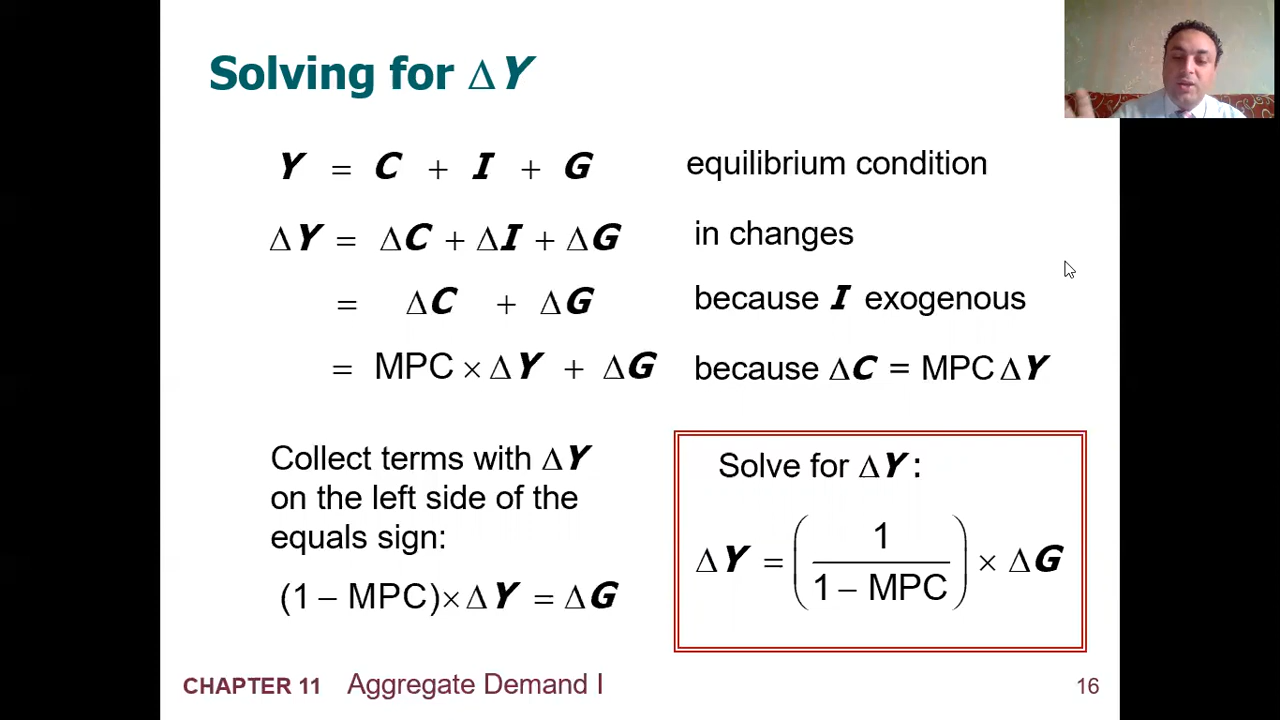 Solving for ΔY
Y = C + I + G equilibrium condition
ΔY = ΔC + ΔI + ΔG in changes
= ΔC + ΔG because I exogenous
= MPC × ΔY + ΔG because ΔC = MPC ΔY
Collect terms with ΔY
on the left side of the
equals sign:
(1 – MPC)× ΔY = ΔG
Solve for ΔY :
ΔY = (1 / 1 – MPC) × ΔG
CHAPTER 11 Aggregate Demand I
16